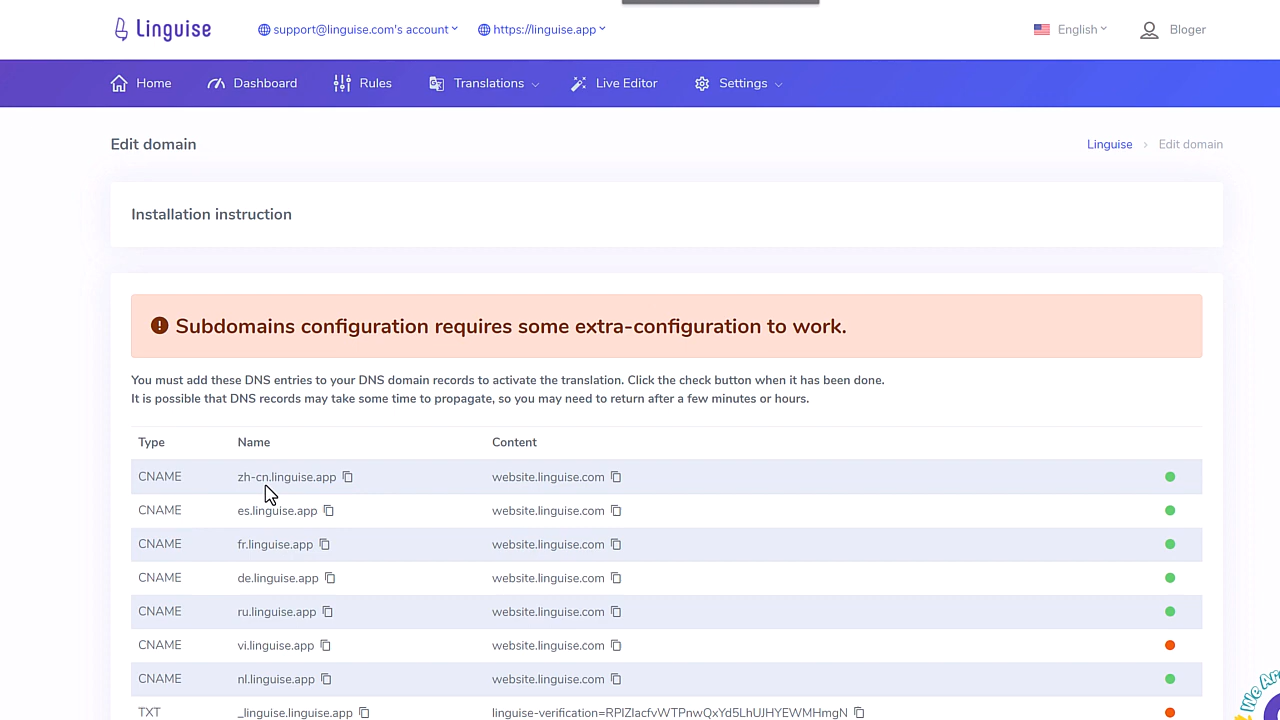 Linguise support@linguise.com's account https://linguise.app English Bloger
Home Dashboard Rules Translations Live Editor Settings
Edit domain Linguise > Edit domain
Installation instruction
Subdomains configuration requires some extra-configuration to work.
You must add these DNS entries to your DNS domain records to activate the translation. Click the check button when it has been done.
It is possible that DNS records may take some time to propagate, so you may need to return after a few minutes or hours.
Type Name Content
CNAME zh-cn.linguise.app website.linguise.com
CNAME es.linguise.app website.linguise.com
CNAME fr.linguise.app website.linguise.com
CNAME de.linguise.app website.linguise.com
CNAME ru.linguise.app website.linguise.com
CNAME vi.linguise.app website.linguise.com
CNAME nl.linguise.app website.linguise.com
TXT _linguise.linguise.app
We Are